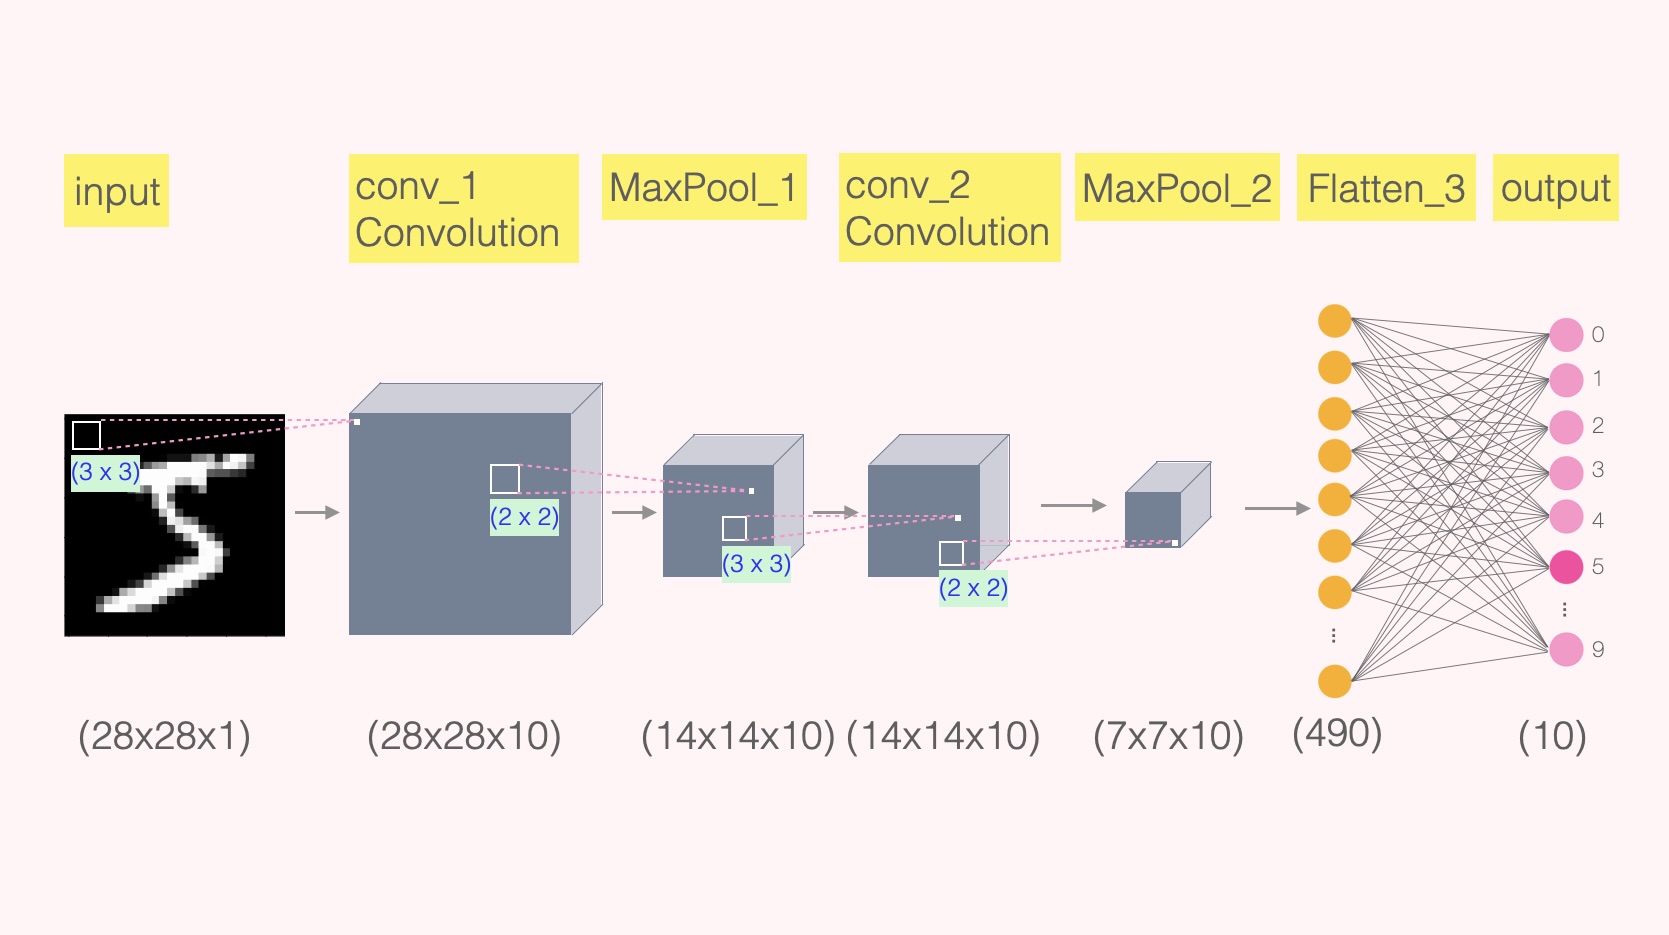 input
conv_1
Convolution
MaxPool_1
conv_2
Convolution
MaxPool_2
Flatten_3
output
(3 x 3)
(2 x 2)
(3 x 3)
(2 x 2)
0
1
2
3
4
5
⋮
⋮
9
(28x28x1)
(28x28x10)
(14x14x10)
(14x14x10)
(7x7x10)
(490)
(10)